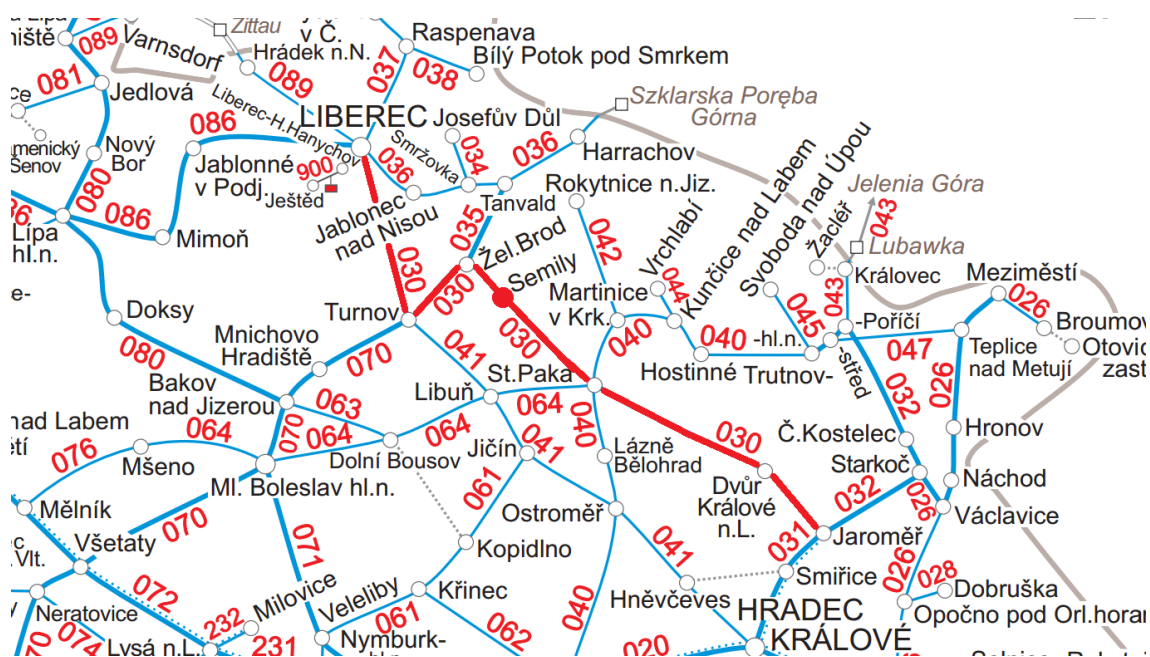 Varnsdorf
089
Zittau
v Č.
Hrádek n.N.
089
Raspenava
Bílý Potok pod Smrkem
037
038
081
Jedlová
086
Liberec-H.Hanychov
LIBEREC
Josefův Důl
Szklarska Poręba
Górna
Nový
Bor
Jablonné
v Podj.
900
Ještěd
036
Smržovka
034
036
Harrachov
080
086
Mimoň
Lípa
hl.n.
Jablonec
nad Nisou
Tanvald
035
Rokytnice n.Jiz.
042
Vrchlabí
044
Kunčice nad Labem
Svoboda nad Úpou
Žacléř
Jelenia Góra
043
Lubawka
Královec
043
030
Žel.Brod
030
Semily
030
Martinice
v Krk.
040
040
Hostinné
-hl.n.
045
Trutnov-
-Poříčí
-střed
047
Meziměstí
026
Broumov
Otovic
zast
Teplice
nad Metují
Doksy
080
Turnov
Mnichovo
Hradiště
070
041
Bakov
nad Jizerou
063
064
070
Libuň
064
St.Paka
064
040
030
032
026
Hronov
nad Labem
064
076
Mšeno
Dolní Bousov
Jičín
041
Lázně
Bělohrad
Č.Kostelec
Starkoč
Náchod
Ml. Boleslav hl.n.
061
Ostroměř
Dvůr
Králové
n.L.
032
026
Václavice
Mělník
070
071
Kopidlno
041
031
Jaroměř
Vlt.
Všetaty
072
Smiřice
Hněvčeves
026
028
Dobruška
Neratovice
074
070
232
Milovice
Veleliby
061
Křinec
062
040
Opočno pod Orl.horam
HRADEC
KRÁLOVÉ
020
Lysá n.L.
231
Nymburk-